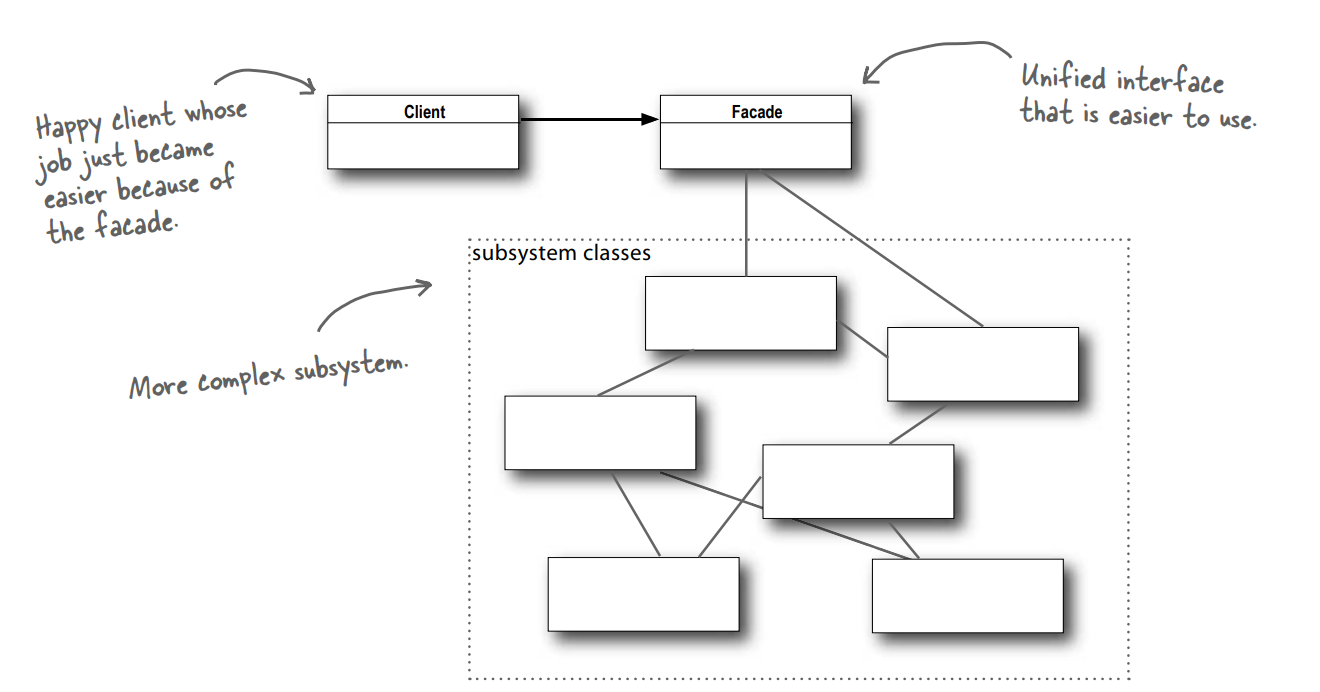 Client
Facade
Unified interface
that is easier to use.
Happy client whose
job just became
easier because of
the facade.
subsystem classes
More complex subsystem.